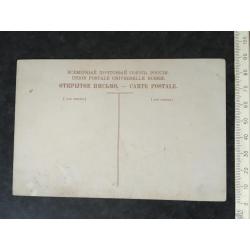 ВСЕМІРНЫЙ ПОЧТОВЫЙ СОЮЗЪ. РОССІЯ.
UNION POSTALE UNIVERSELLE RUSSIE.
ОТКРЫТОЕ ПИСЬМО. — CARTE POSTALE.